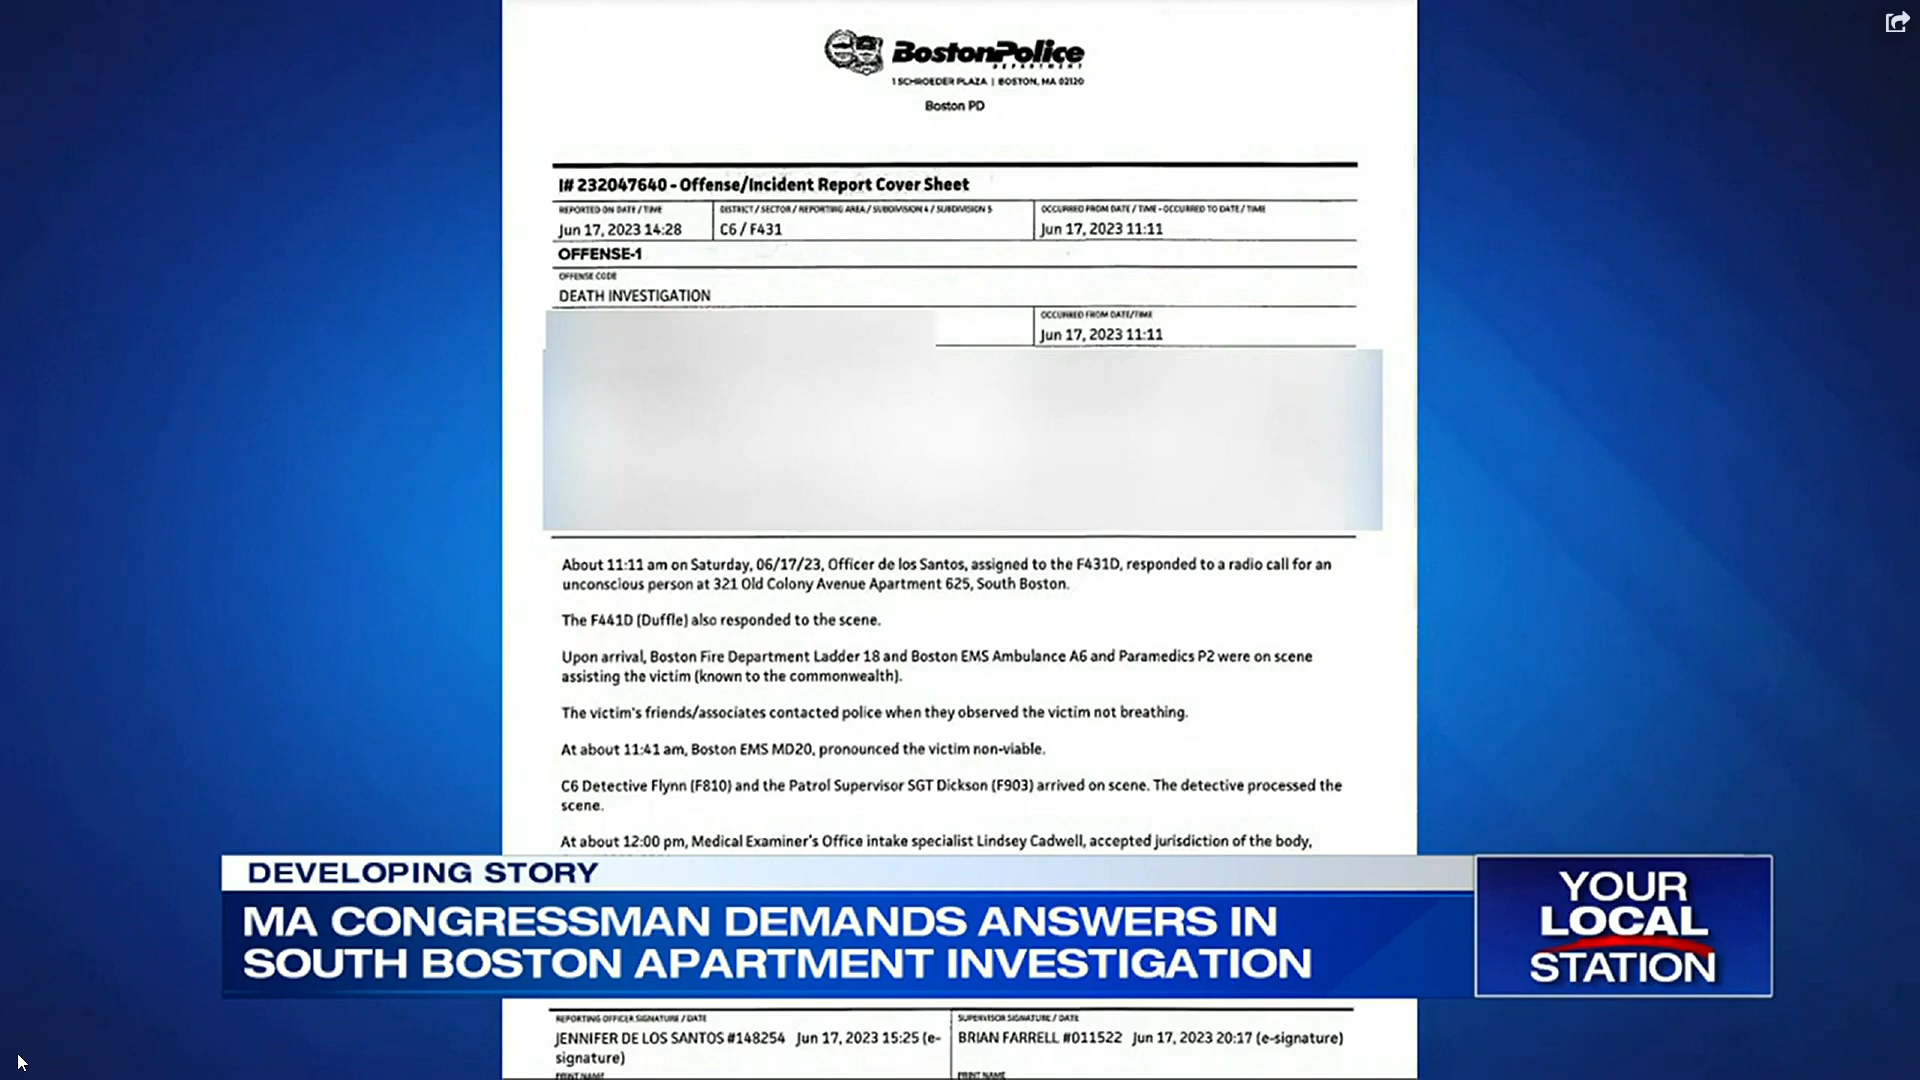 BostonPolice
DEPARTMENT
1 SCHROEDER PLAZA | BOSTON, MA 02120
Boston PD
I# 232047640 - Offense/Incident Report Cover Sheet
REPORTED ON DATE / TIME
DISTRICT / SECTOR / REPORTING AREA / SUBDIVISION 4 / SUBDIVISION 5
OCCURRED FROM DATE / TIME - OCCURRED TO DATE / TIME
Jun 17, 2023 14:28
C6 / F431
Jun 17, 2023 11:11
OFFENSE-1
OFFENSE CODE
DEATH INVESTIGATION
OCCURRED FROM DATE/TIME
Jun 17, 2023 11:11
About 11:11 am on Saturday, 06/17/23, Officer de los Santos, assigned to the F431D, responded to a radio call for an
unconscious person at 321 Old Colony Avenue Apartment 625, South Boston.
The F441D (Duffle) also responded to the scene.
Upon arrival, Boston Fire Department Ladder 18 and Boston EMS Ambulance A6 and Paramedics P2 were on scene
assisting the victim (known to the commonwealth).
The victim's friends/associates contacted police when they observed the victim not breathing.
At about 11:41 am, Boston EMS MD20, pronounced the victim non-viable.
C6 Detective Flynn (F810) and the Patrol Supervisor SGT Dickson (F903) arrived on scene. The detective processed the
scene.
At about 12:00 pm, Medical Examiner's Office intake specialist Lindsey Cadwell, accepted jurisdiction of the body,
DEVELOPING STORY
MA CONGRESSMAN DEMANDS ANSWERS IN
SOUTH BOSTON APARTMENT INVESTIGATION
YOUR
LOCAL
STATION
REPORTING OFFICER SIGNATURE / DATE
SUPERVISOR SIGNATURE / DATE
JENNIFER DE LOS SANTOS #148254 Jun 17, 2023 15:25 (e-
signature)
BRIAN FARRELL #011522 Jun 17, 2023 20:17 (e-signature)
PRINT NAME
PRINT NAME